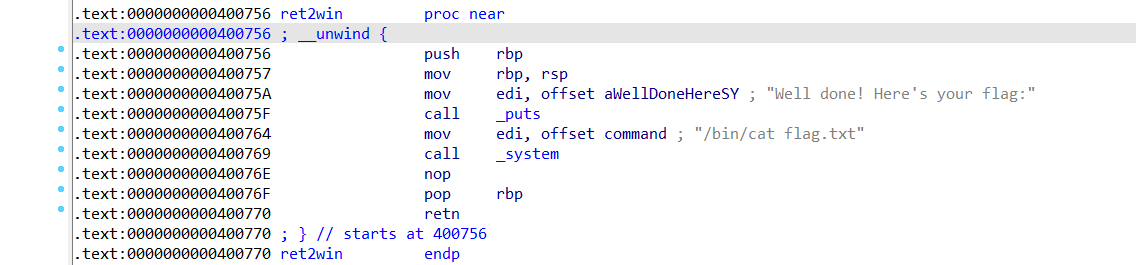 .text:0000000000400756 ret2win proc near
.text:0000000000400756 ; __unwind {
.text:0000000000400756 push rbp
.text:0000000000400757 mov rbp, rsp
.text:000000000040075A mov edi, offset aWellDoneHereSY ; "Well done! Here's your flag:"
.text:000000000040075F call _puts
.text:0000000000400764 mov edi, offset command ; "/bin/cat flag.txt"
.text:0000000000400769 call _system
.text:000000000040076E nop
.text:000000000040076F pop rbp
.text:0000000000400770 retn
.text:0000000000400770 ; } // starts at 400756
.text:0000000000400770 ret2win endp